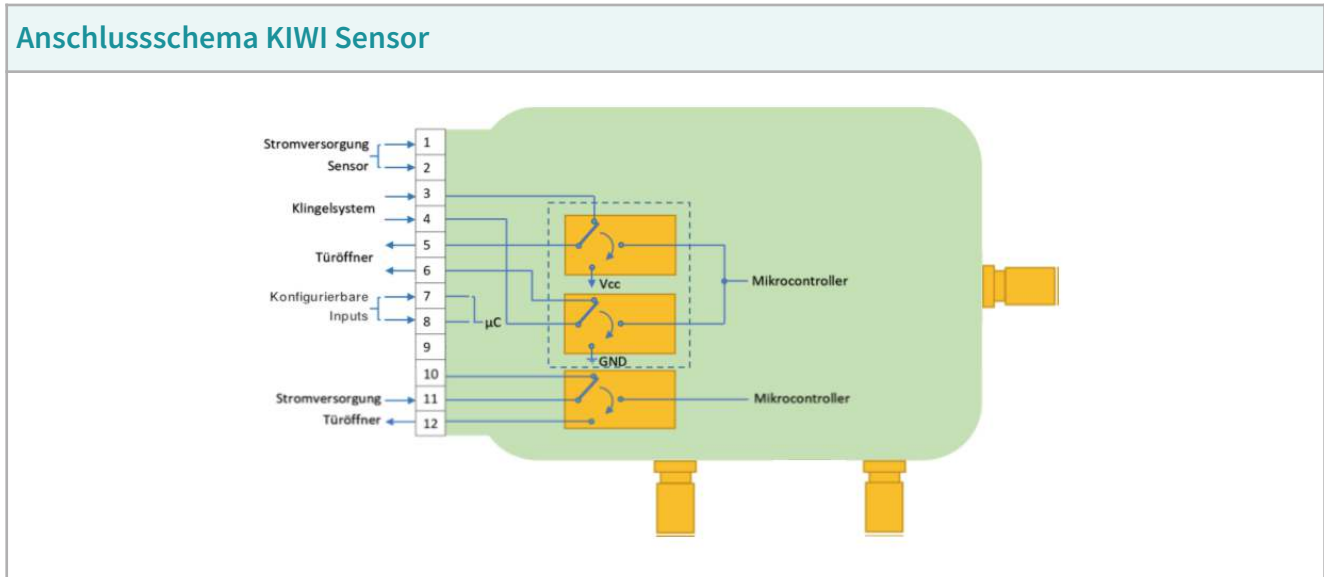 Anschlussschema KIWI Sensor
Stromversorgung
Sensor
Klingelsystem
Türöffner
Konfigurierbare
Inputs
Stromversorgung
Türöffner
1
2
3
4
5
6
7
8
9
10
11
12
µC
Vcc
GND
Mikrocontroller
Mikrocontroller